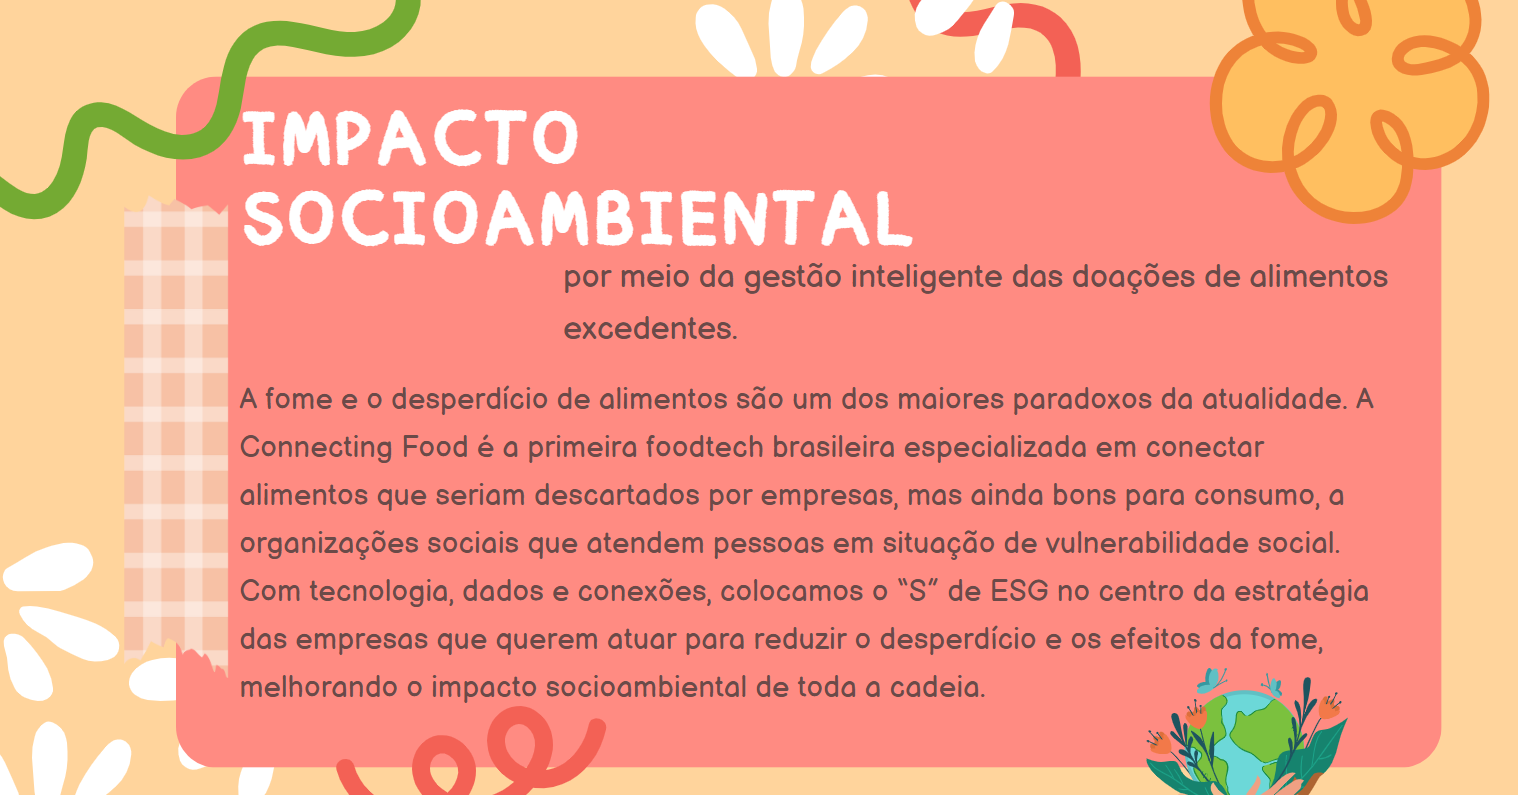 IMPACTO
SOCIOAMBIENTAL
por meio da gestão inteligente das doações de alimentos
excedentes.
A fome e o desperdício de alimentos são um dos maiores paradoxos da atualidade. A
Connecting Food é a primeira foodtech brasileira especializada em conectar
alimentos que seriam descartados por empresas, mas ainda bons para consumo, a
organizações sociais que atendem pessoas em situação de vulnerabilidade social.
Com tecnologia, dados e conexões, colocamos o “S” de ESG no centro da estratégia
das empresas que querem atuar para reduzir o desperdício e os efeitos da fome,
melhorando o impacto socioambiental de toda a cadeia.